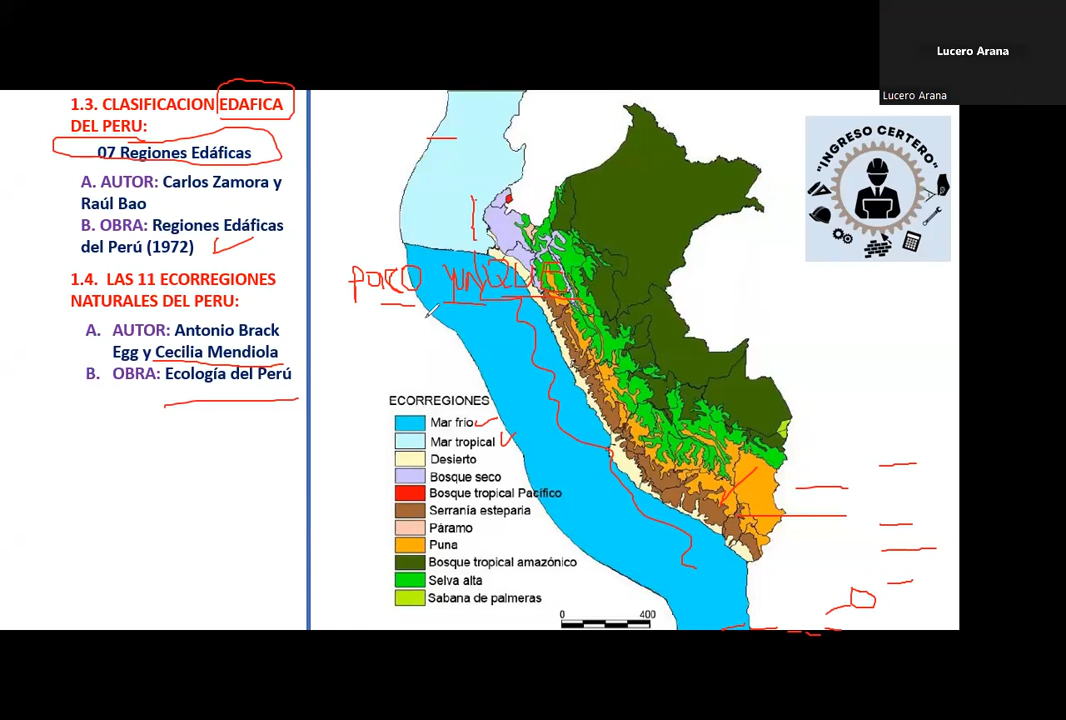 Lucero Arana
Lucero Arana
1.3. CLASIFICACION EDAFICA
DEL PERU:
07 Regiones Edáficas
A. AUTOR: Carlos Zamora y
Raúl Bao
B. OBRA: Regiones Edáficas
del Perú (1972)
1.4. LAS 11 ECORREGIONES
NATURALES DEL PERU:
A. AUTOR: Antonio Brack
Egg y Cecilia Mendiola
B. OBRA: Ecología del Perú
"INGRESO CERTERO"
ECORREGIONES
Mar frio
Mar tropical
Desierto
Bosque seco
Bosque tropical Pacífico
Serranía esteparia
Páramo
Puna
Bosque tropical amazónico
Selva alta
Sabana de palmeras
0 400